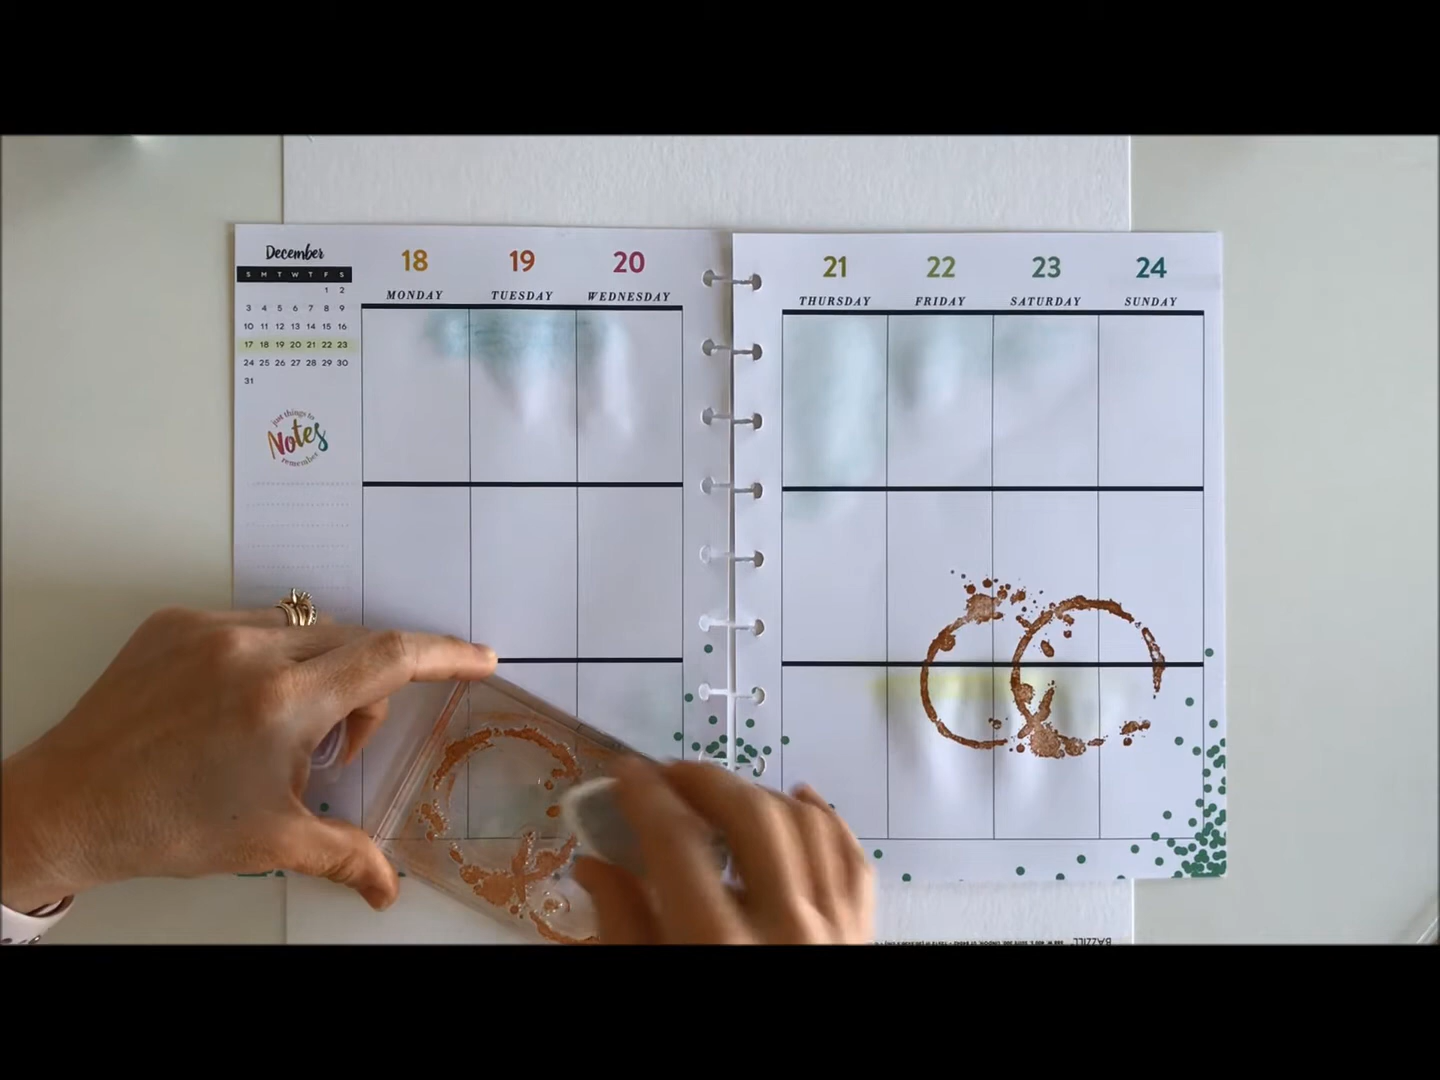 December
S M T W T F S
1 2
3 4 5 6 7 8 9
10 11 12 13 14 15 16
17 18 19 20 21 22 23
24 25 26 27 28 29 30
31
just things to
Notes
remember
18 19 20
MONDAY TUESDAY WEDNESDAY
21 22 23 24
THURSDAY FRIDAY SATURDAY SUNDAY
BAZZILL